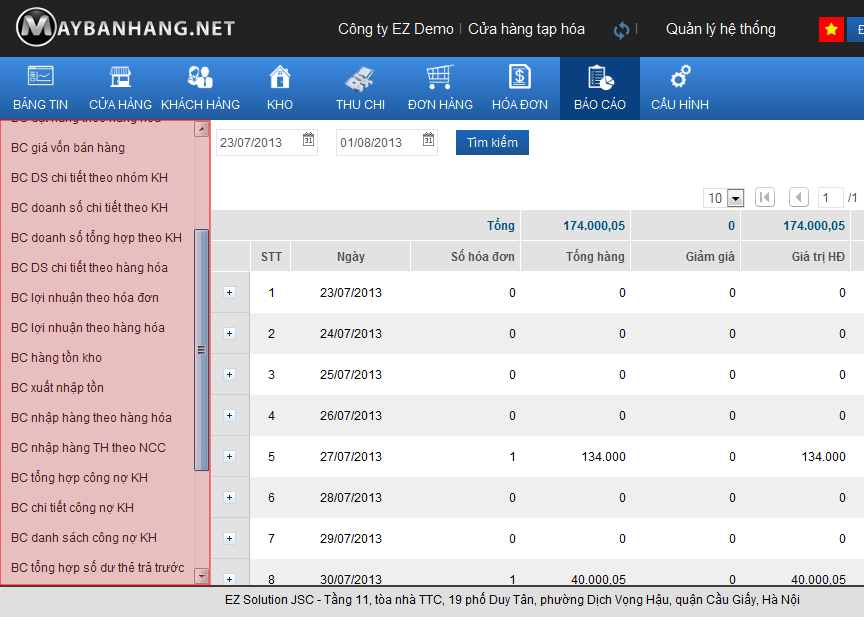 MAYBANHANG.NET
Công ty EZ Demo | Cửa hàng tạp hóa | Quản lý hệ thống
BẢNG TIN CỬA HÀNG KHÁCH HÀNG KHO THU CHI ĐƠN HÀNG HÓA ĐƠN BÁO CÁO CẤU HÌNH
BC đặt hàng theo hàng hóa
BC giá vốn bán hàng
BC DS chi tiết theo nhóm KH
BC doanh số chi tiết theo KH
BC doanh số tổng hợp theo KH
BC DS chi tiết theo hàng hóa
BC lợi nhuận theo hóa đơn
BC lợi nhuận theo hàng hóa
BC hàng tồn kho
BC xuất nhập tồn
BC nhập hàng theo hàng hóa
BC nhập hàng TH theo NCC
BC tổng hợp công nợ KH
BC chi tiết công nợ KH
BC danh sách công nợ KH
BC tổng hợp số dư thẻ trả trước
23/07/2013 31 01/08/2013 31 Tìm kiếm
10 1 /1
Tổng 174.000,05 0 174.000,05
STT Ngày Số hóa đơn Tổng hàng Giảm giá Giá trị HĐ
1 23/07/2013 0 0 0 0
2 24/07/2013 0 0 0 0
3 25/07/2013 0 0 0 0
4 26/07/2013 0 0 0 0
5 27/07/2013 1 134.000 0 134.000
6 28/07/2013 0 0 0 0
7 29/07/2013 0 0 0 0
8 30/07/2013 1 40.000,05 0 40.000,05
EZ Solution JSC - Tầng 11, tòa nhà TTC, 19 phố Duy Tân, phường Dịch Vọng Hậu, quận Cầu Giấy, Hà Nội